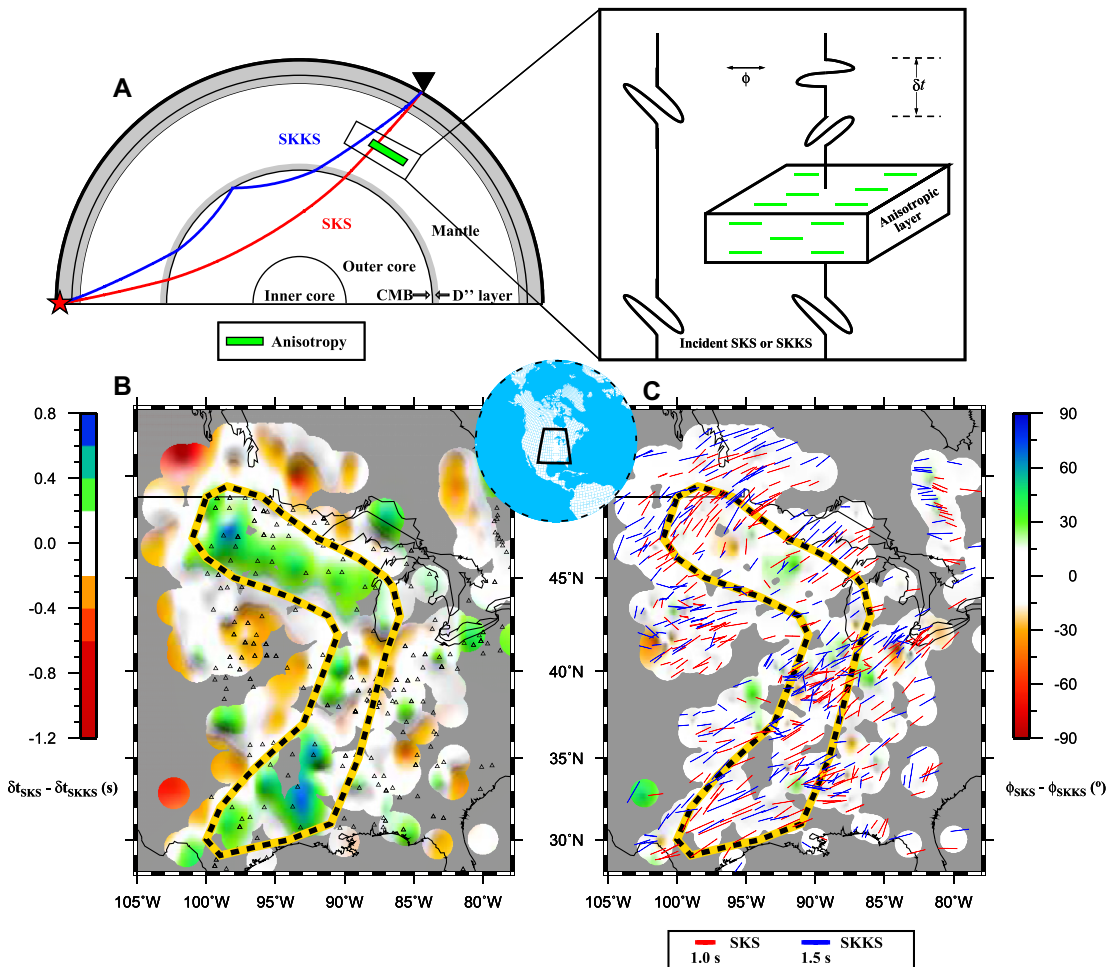 A
SKKS
SKS
Mantle
Outer core
Inner core
CMB
D’’ layer
Anisotropy
ϕ
δt
Anisotropic
layer
Incident SKS or SKKS
B
0.8
0.4
0.0
-0.4
-0.8
-1.2
δtSKS - δtSKKS (s)
105˚W
100˚W
95˚W
90˚W
85˚W
80˚W
45˚N
40˚N
35˚N
30˚N
C
105˚W
100˚W
95˚W
90˚W
85˚W
80˚W
90
60
30
0
-30
-60
-90
ϕSKS - ϕSKKS (º)
SKS
SKKS
1.0 s
1.5 s